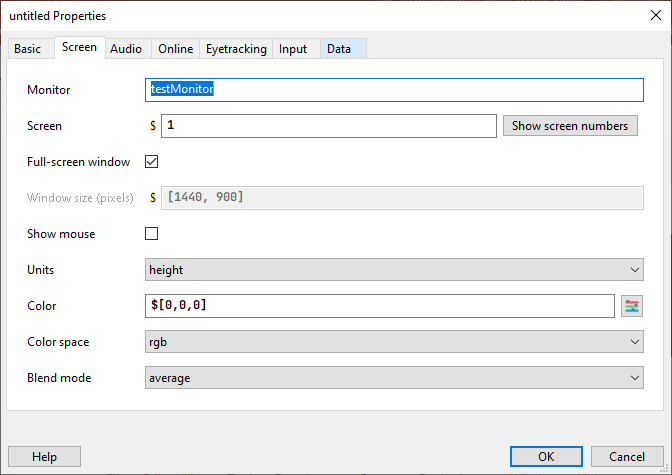 untitled Properties
Basic Screen Audio Online Eyetracking Input Data
Monitor testMonitor
Screen $ 1 Show screen numbers
Full-screen window
Window size (pixels) $ [1440, 900]
Show mouse
Units height
Color $[0,0,0]
Color space rgb
Blend mode average
Help OK Cancel